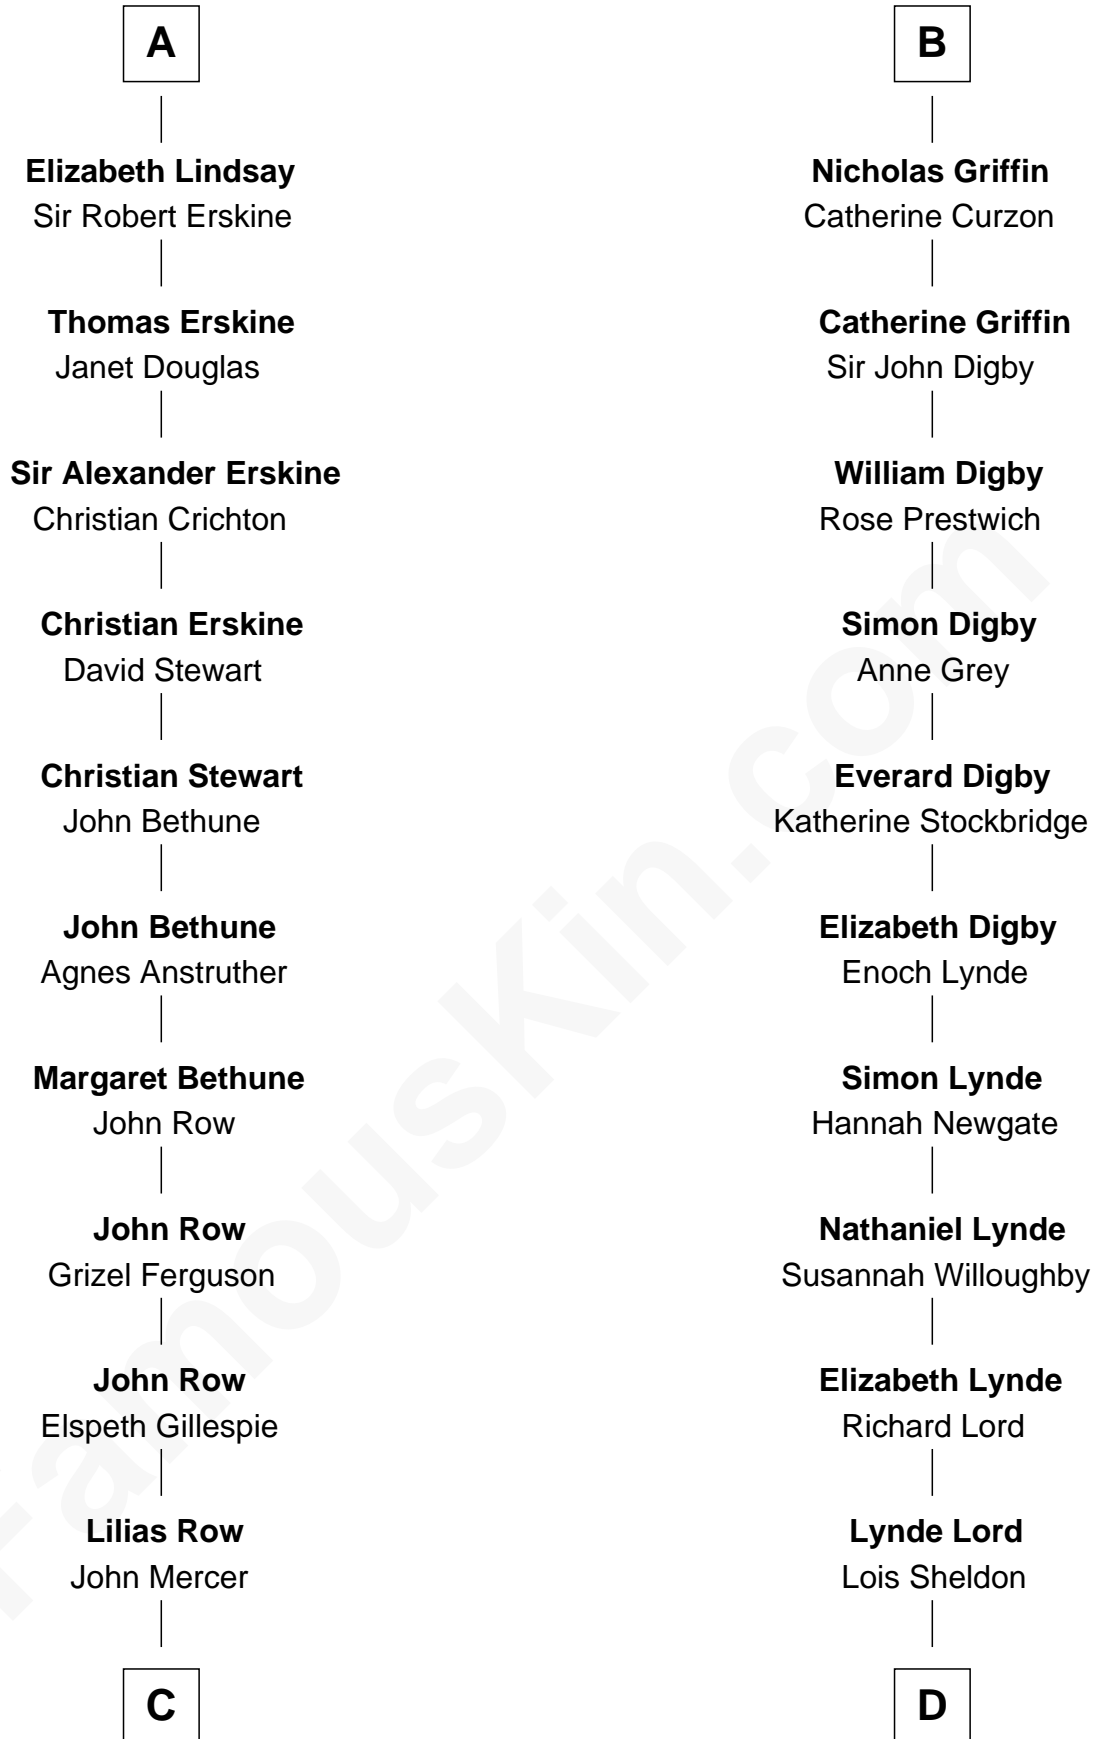 A
Elizabeth Lindsay
Sir Robert Erskine
Thomas Erskine
Janet Douglas
Sir Alexander Erskine
Christian Crichton
Christian Erskine
David Stewart
Christian Stewart
John Bethune
John Bethune
Agnes Anstruther
Margaret Bethune
John Row
John Row
Grizel Ferguson
John Row
Elspeth Gillespie
Lilias Row
John Mercer
C
B
Nicholas Griffin
Catherine Curzon
Catherine Griffin
Sir John Digby
William Digby
Rose Prestwich
Simon Digby
Anne Grey
Everard Digby
Katherine Stockbridge
Elizabeth Digby
Enoch Lynde
Simon Lynde
Hannah Newgate
Nathaniel Lynde
Susannah Willoughby
Elizabeth Lynde
Richard Lord
Lynde Lord
Lois Sheldon
D
FamousKin.com